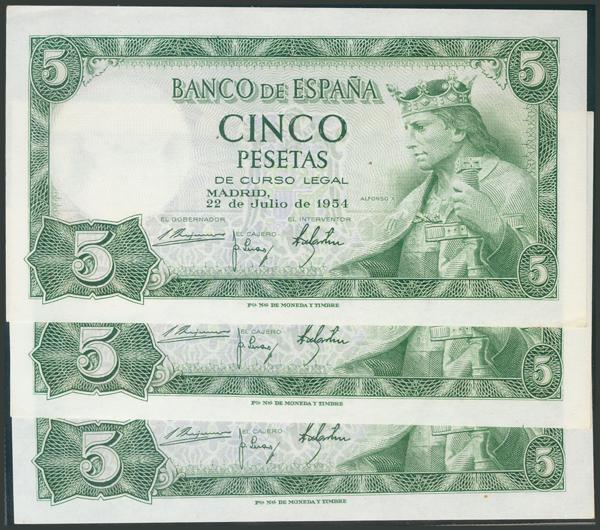 5 5
BANCO DE ESPAÑA
CINCO
PESETAS
DE CURSO LEGAL
MADRID,
22 de Julio de 1954
ALFONSO X
EL GOBERNADOR EL INTERVENTOR
EL CAJERO
5 5
Fca Nal DE MONEDA Y TIMBRE
EL CAJERO
5 5
Fca Nal DE MONEDA Y TIMBRE
EL CAJERO
5 5
Fca Nal DE MONEDA Y TIMBRE